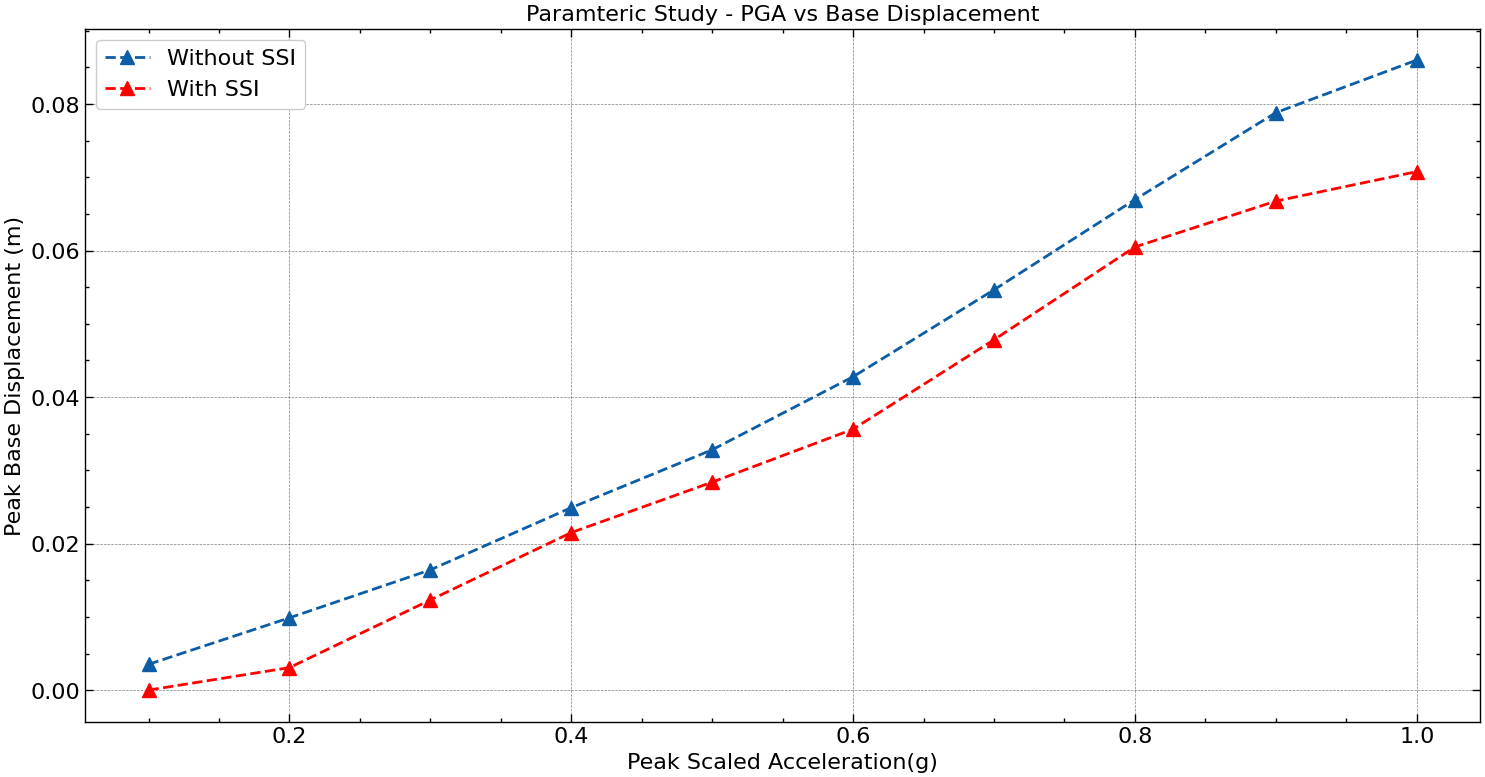 Paramteric Study - PGA vs Base Displacement
Without SSI
With SSI
Peak Base Displacement (m)
0.08
0.06
0.04
0.02
0.00
0.2
0.4
0.6
0.8
1.0
Peak Scaled Acceleration(g)